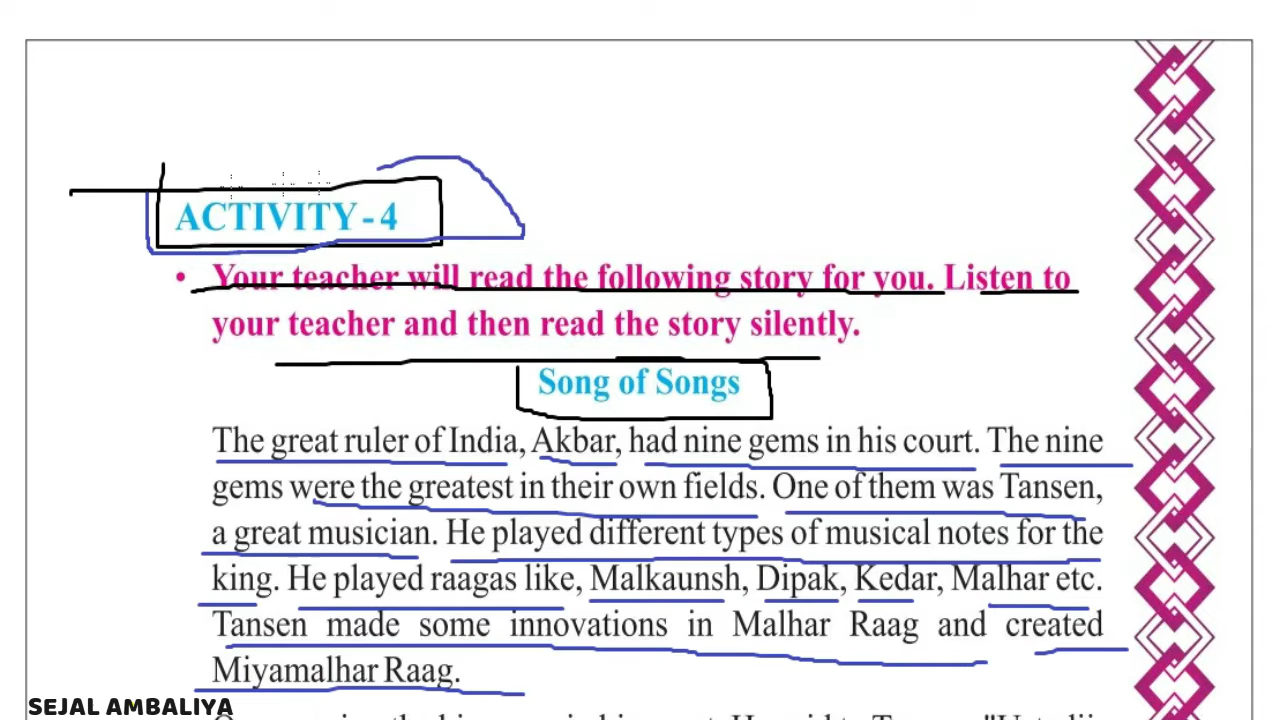 ACTIVITY - 4
• Your teacher will read the following story for you. Listen to
your teacher and then read the story silently.
Song of Songs
The great ruler of India, Akbar, had nine gems in his court. The nine
gems were the greatest in their own fields. One of them was Tansen,
a great musician. He played different types of musical notes for the
king. He played raagas like, Malkaunsh, Dipak, Kedar, Malhar etc.
Tansen made some innovations in Malhar Raag and created
Miyamalhar Raag.
SEJAL AMBALIYA